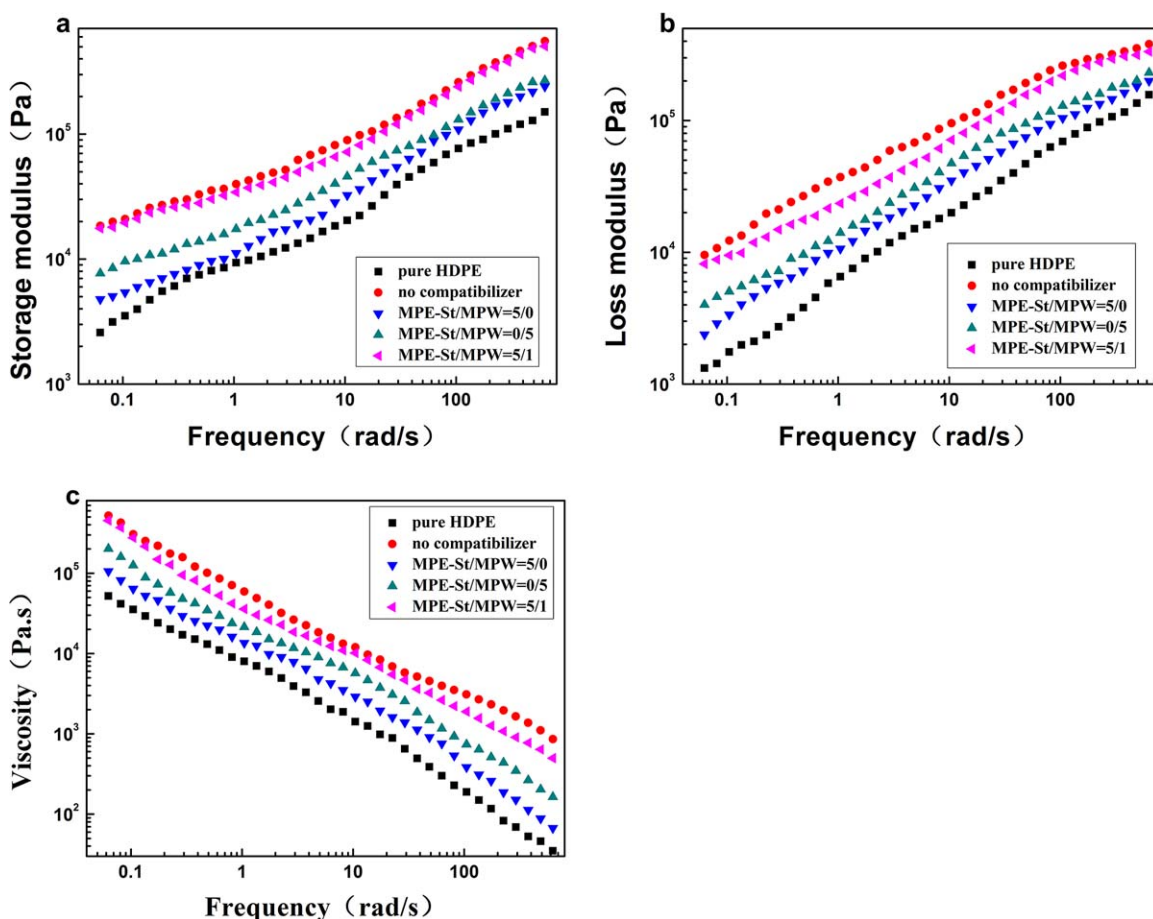 a
Storage modulus（Pa）
10^5
10^4
10^3
pure HDPE
no compatibilizer
MPE-St/MPW=5/0
MPE-St/MPW=0/5
MPE-St/MPW=5/1
0.1 1 10 100
Frequency（rad/s）
b
Loss modulus（Pa）
10^5
10^4
10^3
pure HDPE
no compatibilizer
MPE-St/MPW=5/0
MPE-St/MPW=0/5
MPE-St/MPW=5/1
0.1 1 10 100
Frequency（rad/s）
c
Viscosity（Pa.s）
10^5
10^4
10^3
10^2
pure HDPE
no compatibilizer
MPE-St/MPW=5/0
MPE-St/MPW=0/5
MPE-St/MPW=5/1
0.1 1 10 100
Frequency（rad/s）